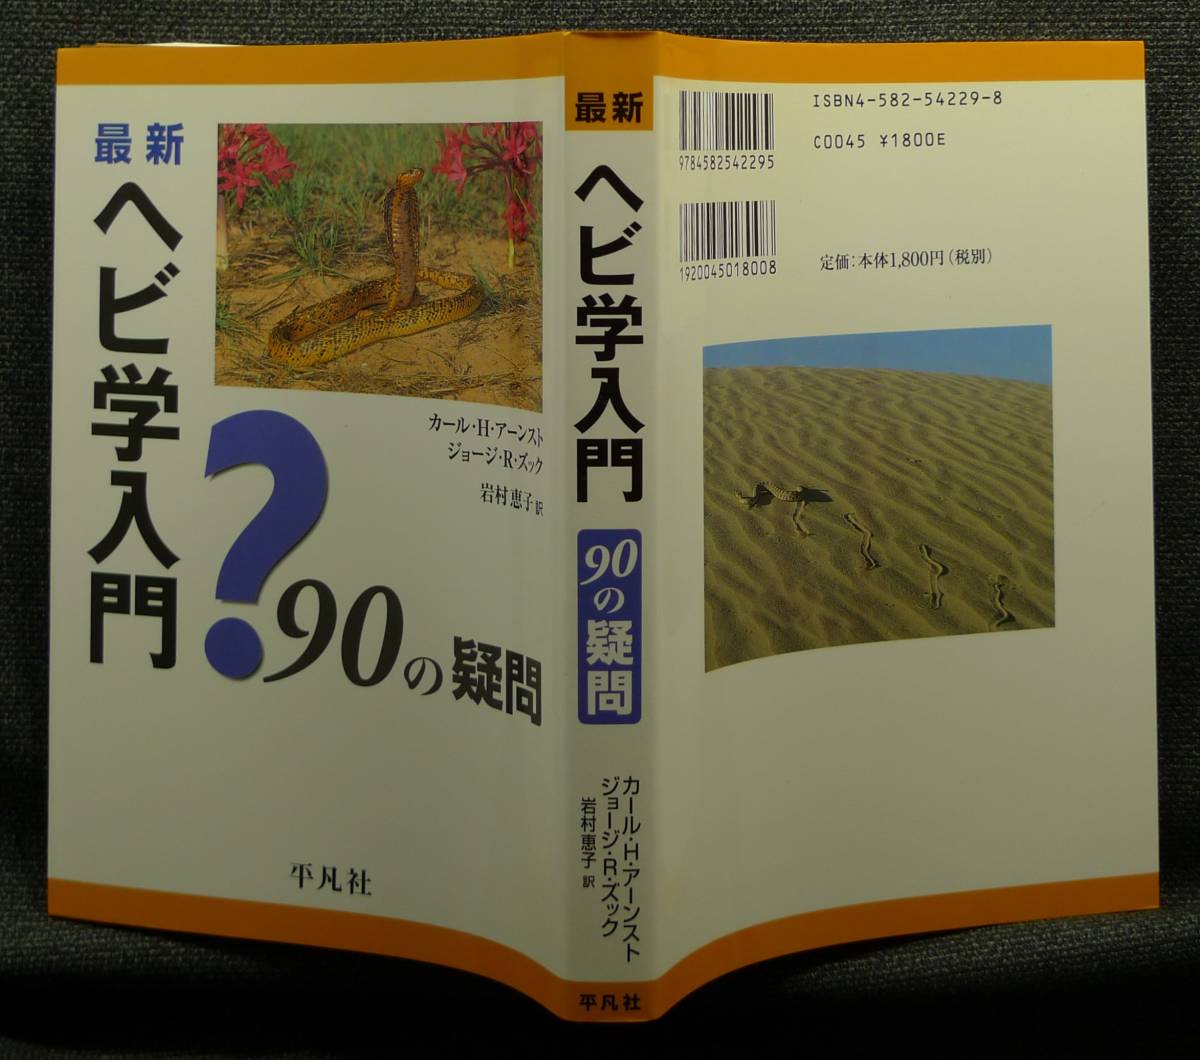 最新
ヘビ学入門
カール・H・アーンスト
ジョージ・R・ズック
岩村恵子 訳
?90の疑問
平凡社
最新
ヘビ学入門
90の疑問
カール・H・アーンスト
ジョージ・R・ズック
岩村恵子 訳
平凡社
9784582542295
1920045018008
ISBN4-582-54229-8
C0045 ¥1800E
定価:本体1,800円(税別)